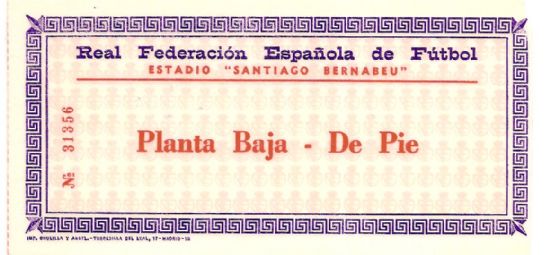 Real Federación Española de Fútbol
ESTADIO "SANTIAGO BERNABEU"
Planta Baja - De Pie
Nº 31356